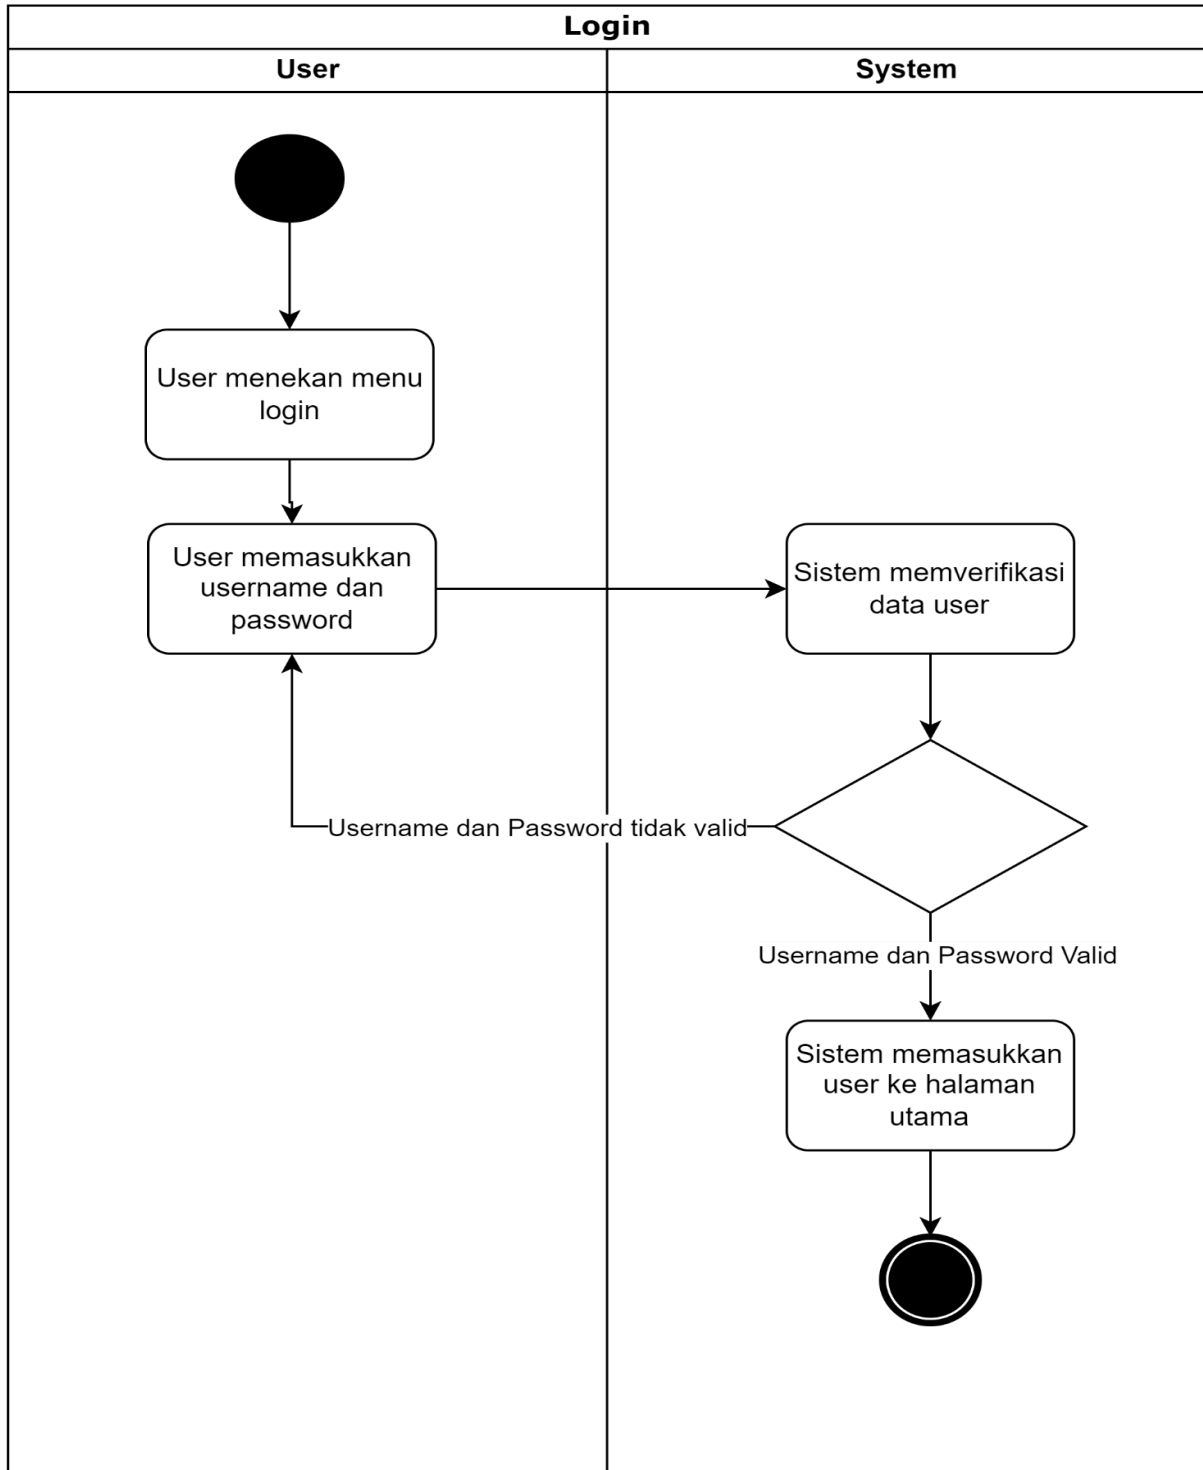 Login
User
System
User menekan menu
login
User memasukkan
username dan
password
Sistem memverifikasi
data user
Username dan Password tidak valid
Username dan Password Valid
Sistem memasukkan
user ke halaman
utama